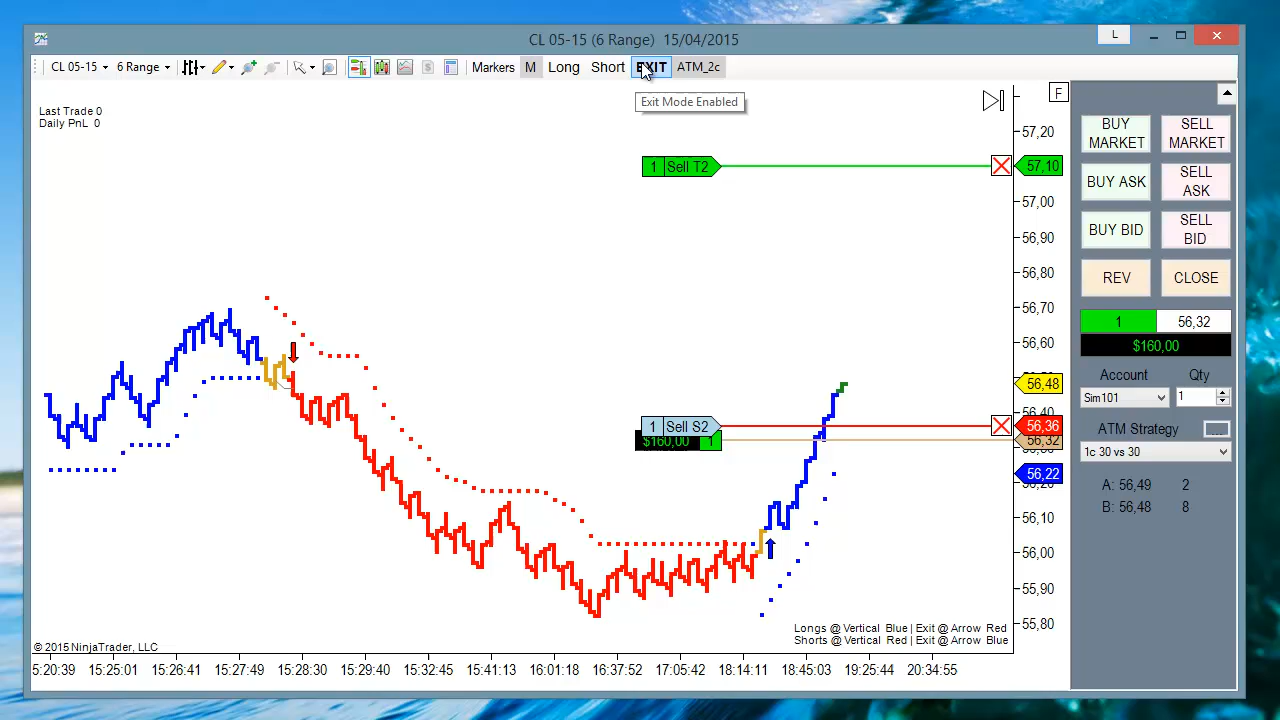 CL 05-15 (6 Range) 15/04/2015
L
CL 05-15 6 Range Markers M Long Short EXIT ATM_2c
Exit Mode Enabled
Last Trade 0
Daily PnL 0
F
57,20
1 Sell T2 57,10
57,00
56,90
56,80
56,70
56,60
56,48
56,40
1 Sell S2 56,36
$160,00 1 56,32
56,22
56,10
56,00
55,90
55,80
Longs @ Vertical Blue | Exit @ Arrow Red
Shorts @ Vertical Red | Exit @ Arrow Blue
© 2015 NinjaTrader, LLC
5:20:39 15:25:01 15:26:41 15:27:49 15:28:30 15:29:40 15:32:45 15:41:13 16:01:18 16:37:52 17:05:42 18:14:11 18:45:03 19:25:44 20:34:55
BUY MARKET
SELL MARKET
BUY ASK
SELL ASK
BUY BID
SELL BID
REV
CLOSE
1 56,32
$160,00
Account Qty
Sim101 1
ATM Strategy
1c 30 vs 30
A: 56,49 2
B: 56,48 8